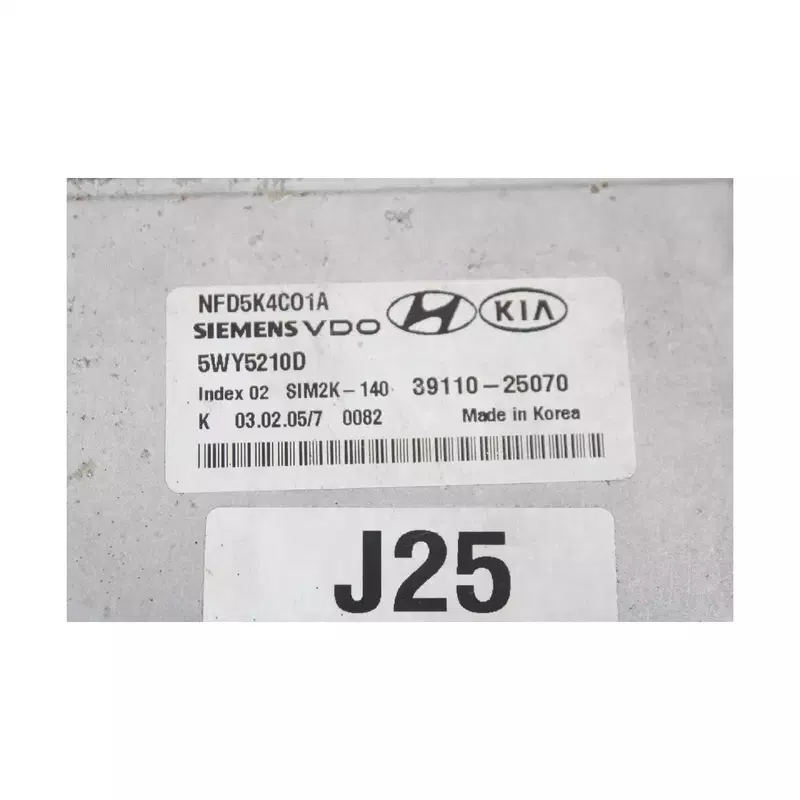 NFD5K4C01A
SIEMENS VDO KIA
5WY5210D
Index 02 SIM2K-140 39110-25070
K 03.02.05/7 0082 Made in Korea
J25